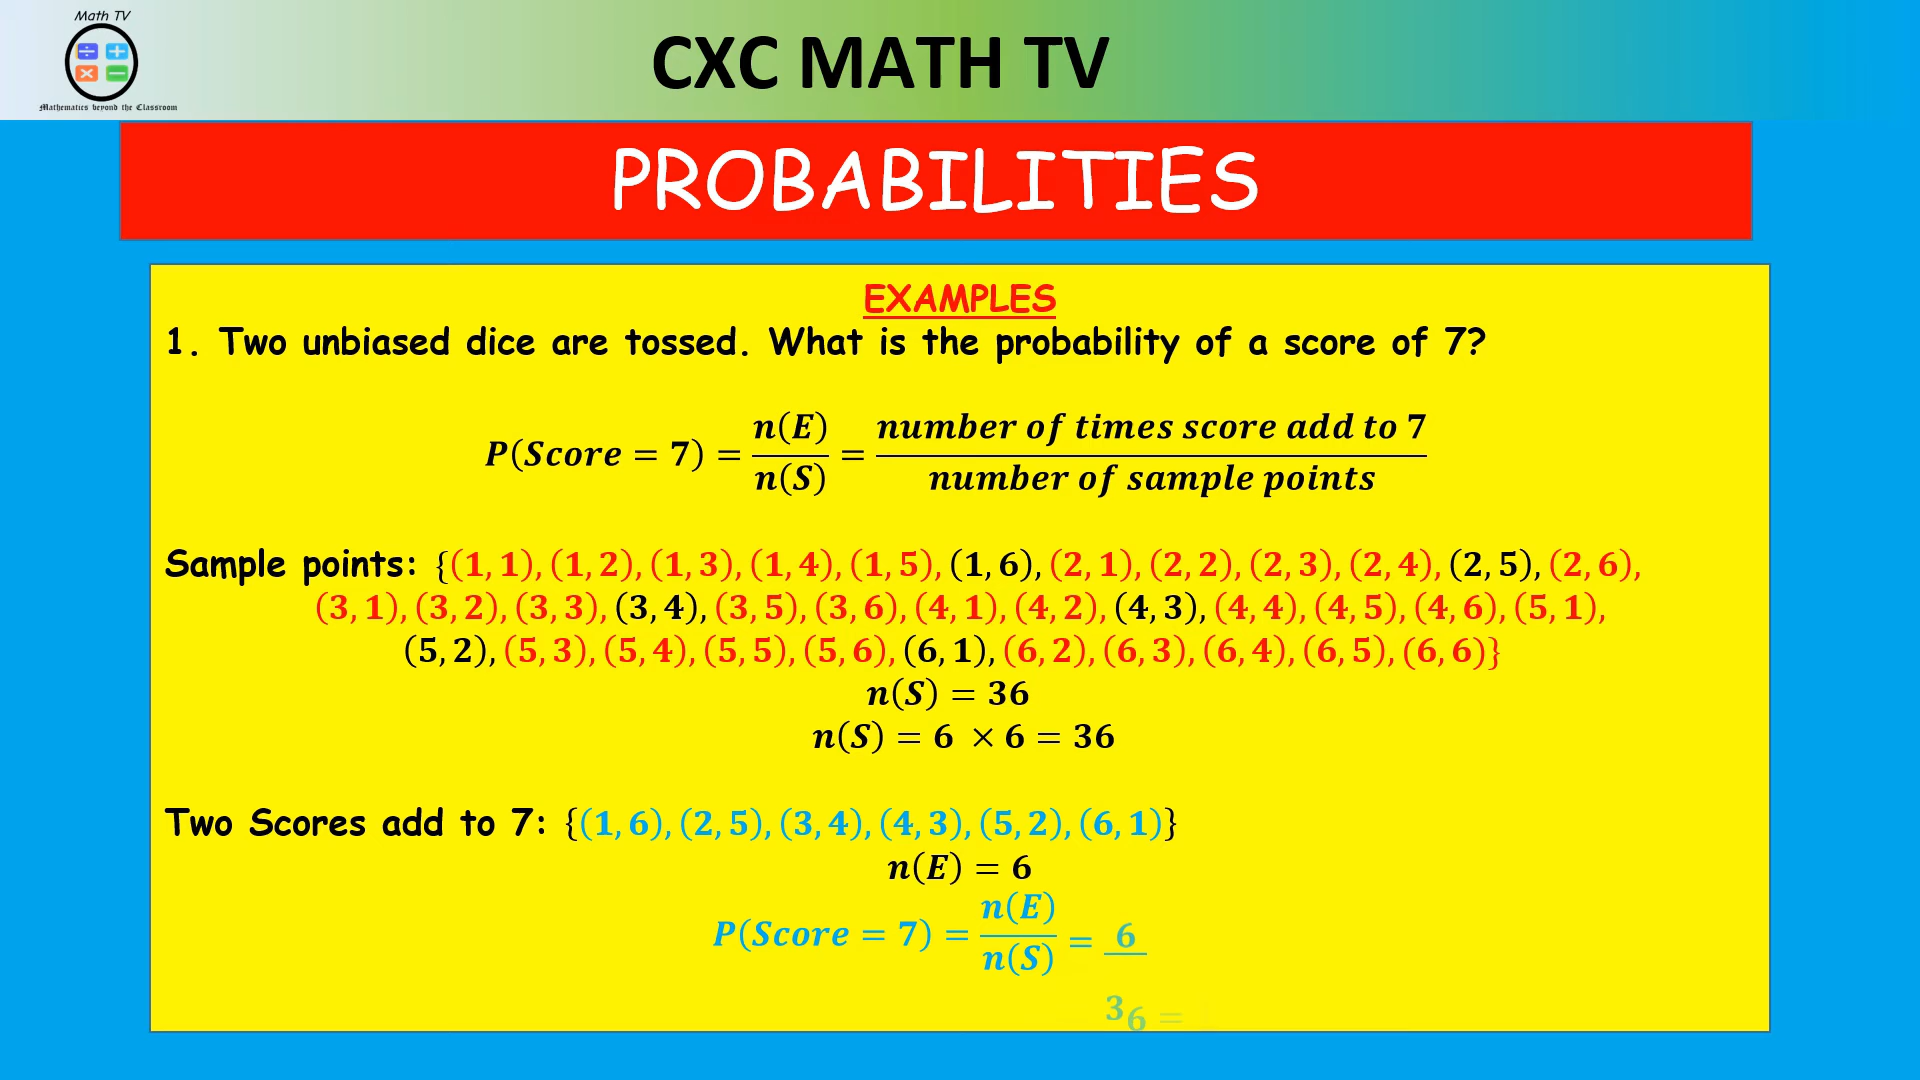 Math TV
Mathematics beyond the Classroom
CXC MATH TV
PROBABILITIES
EXAMPLES
1. Two unbiased dice are tossed. What is the probability of a score of 7?
P(Score = 7) = n(E)/n(S) = number of times score add to 7/number of sample points
Sample points: {(1, 1), (1, 2), (1, 3), (1, 4), (1, 5), (1, 6), (2, 1), (2, 2), (2, 3), (2, 4), (2, 5), (2, 6),
(3, 1), (3, 2), (3, 3), (3, 4), (3, 5), (3, 6), (4, 1), (4, 2), (4, 3), (4, 4), (4, 5), (4, 6), (5, 1),
(5, 2), (5, 3), (5, 4), (5, 5), (5, 6), (6, 1), (6, 2), (6, 3), (6, 4), (6, 5), (6, 6)}
n(S) = 36
n(S) = 6 × 6 = 36
Two Scores add to 7: {(1, 6), (2, 5), (3, 4), (4, 3), (5, 2), (6, 1)}
n(E) = 6
P(Score = 7) = n(E)/n(S) = 6/36 =